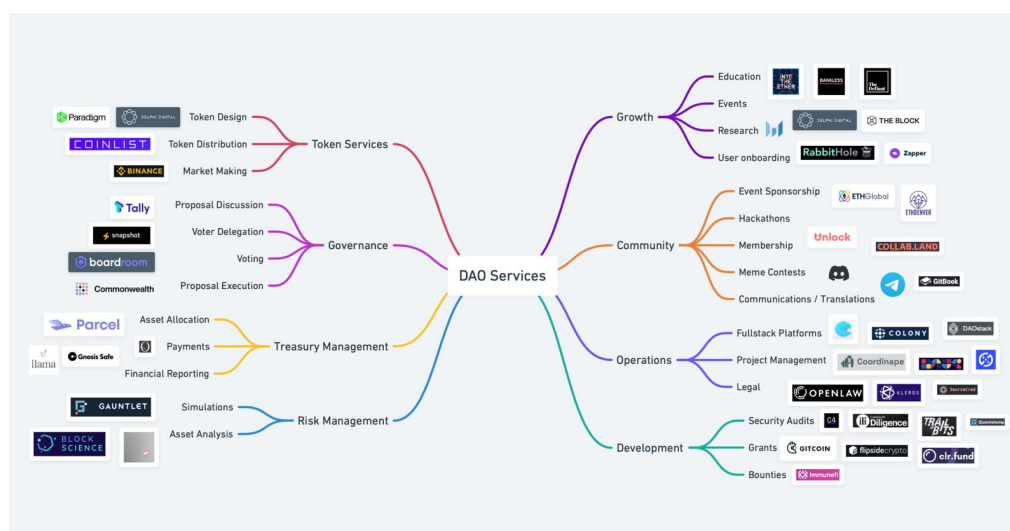 DAO Services
Token Services
Token Design
Paradigm
DELPHI DIGITAL
Token Distribution
COINLIST
Market Making
BINANCE
Governance
Proposal Discussion
Tally
Voter Delegation
snapshot
Voting
boardroom
Proposal Execution
Commonwealth
Treasury Management
Asset Allocation
Parcel
Payments
llama
Gnosis Safe
Financial Reporting
Risk Management
Simulations
GAUNTLET
Asset Analysis
BLOCK
SCIENCE
Growth
Education
INTO
THE
ETHER
BANKLESS
The
Defiant
Events
Research
DELPHI DIGITAL
THE BLOCK
User onboarding
RabbitHole
Zapper
Community
Event Sponsorship
ETHGlobal
ETHDENVER
Hackathons
Membership
Unlock
COLLAB.LAND
Meme Contests
Communications / Translations
GitBook
Operations
Fullstack Platforms
COLONY
DAOstack
Project Management
Coordinape
Legal
OPENLAW
KLEROS
SourceCred
Development
Security Audits
C4
Diligence
TRAIL
OF BITS
Quantstamp
Grants
GITCOIN
flipsidecrypto
clr.fund
Bounties
Immunefi